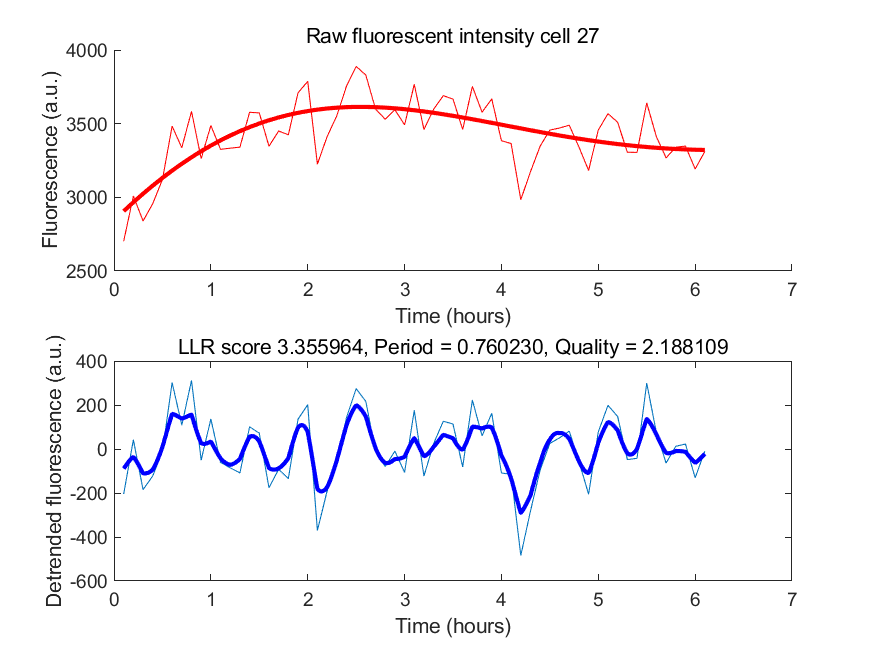 Raw fluorescent intensity cell 27
Fluorescence (a.u.)
4000
3500
3000
2500
0 1 2 3 4 5 6 7
Time (hours)
LLR score 3.355964, Period = 0.760230, Quality = 2.188109
Detrended fluorescence (a.u.)
400
200
0
-200
-400
-600
0 1 2 3 4 5 6 7
Time (hours)